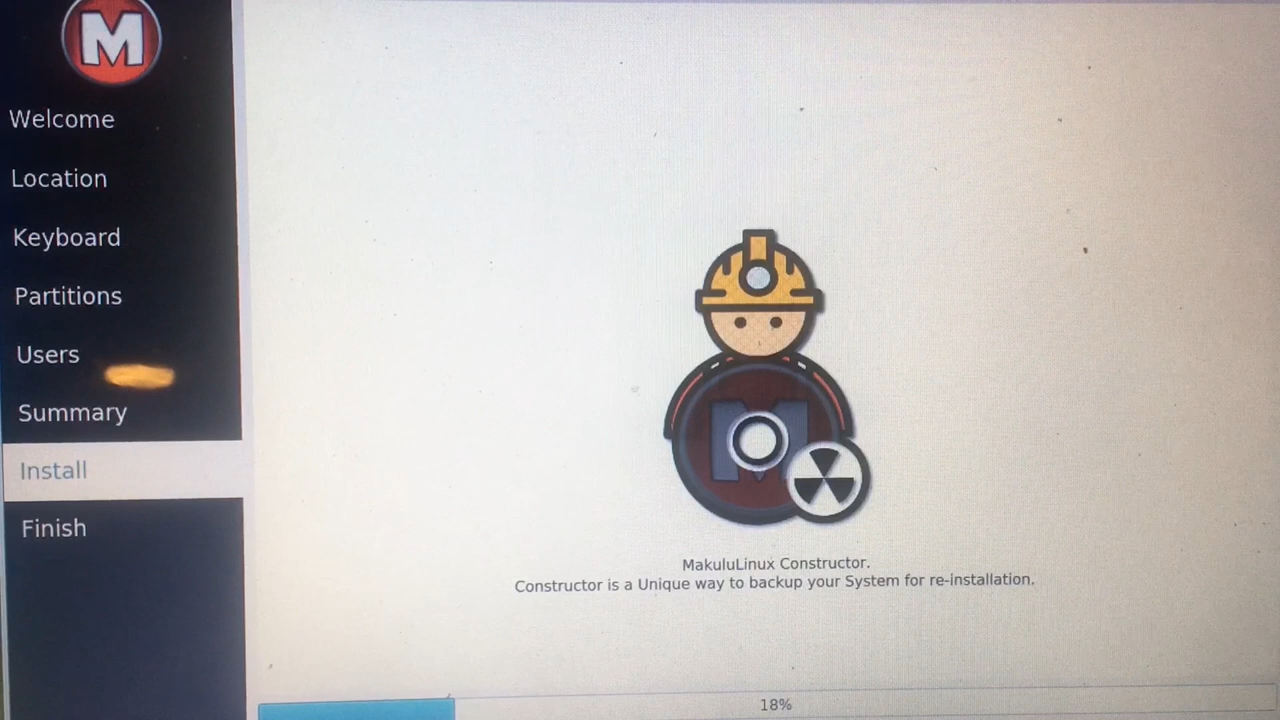 M
Welcome
Location
Keyboard
Partitions
Users
Summary
Install
Finish
M
MakuluLinux Constructor.
Constructor is a Unique way to backup your System for re-installation.
18%